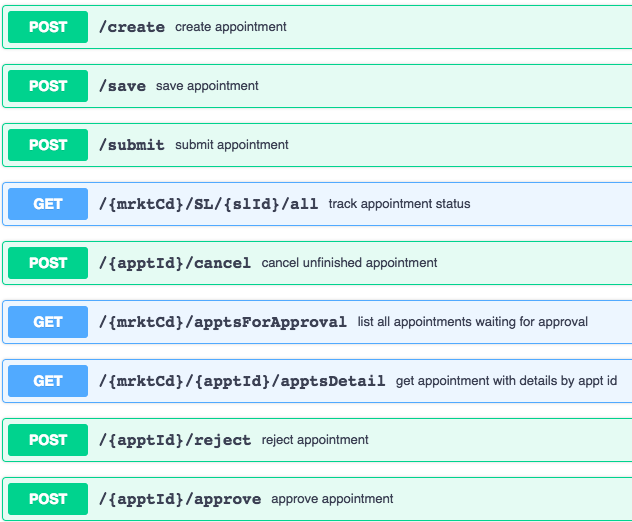 POST /create create appointment
POST /save save appointment
POST /submit submit appointment
GET /{mrktCd}/SL/{slId}/all track appointment status
POST /{apptId}/cancel cancel unfinished appointment
GET /{mrktCd}/apptsForApproval list all appointments waiting for approval
GET /{mrktCd}/{apptId}/apptsDetail get appointment with details by appt id
POST /{apptId}/reject reject appointment
POST /{apptId}/approve approve appointment